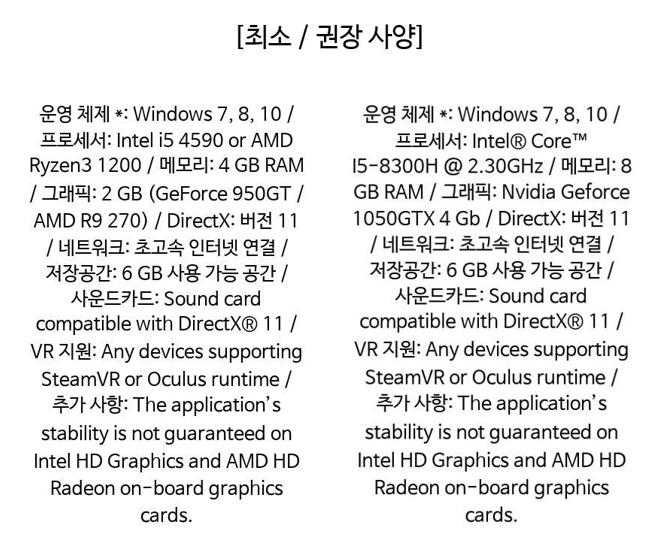 [최소 / 권장 사양]
운영 체제 *: Windows 7, 8, 10 /
프로세서: Intel i5 4590 or AMD
Ryzen3 1200 / 메모리: 4 GB RAM
/ 그래픽: 2 GB (GeForce 950GT /
AMD R9 270) / DirectX: 버전 11
/ 네트워크: 초고속 인터넷 연결 /
저장공간: 6 GB 사용 가능 공간 /
사운드카드: Sound card
compatible with DirectX® 11 /
VR 지원: Any devices supporting
SteamVR or Oculus runtime /
추가 사항: The application's
stability is not guaranteed on
Intel HD Graphics and AMD HD
Radeon on-board graphics
cards.
운영 체제 *: Windows 7, 8, 10 /
프로세서: Intel® Core™
I5-8300H @ 2.30GHz / 메모리: 8
GB RAM / 그래픽: Nvidia Geforce
1050GTX 4 Gb / DirectX: 버전 11
/ 네트워크: 초고속 인터넷 연결 /
저장공간: 6 GB 사용 가능 공간 /
사운드카드: Sound card
compatible with DirectX® 11 /
VR 지원: Any devices supporting
SteamVR or Oculus runtime /
추가 사항: The application's
stability is not guaranteed on
Intel HD Graphics and AMD HD
Radeon on-board graphics
cards.